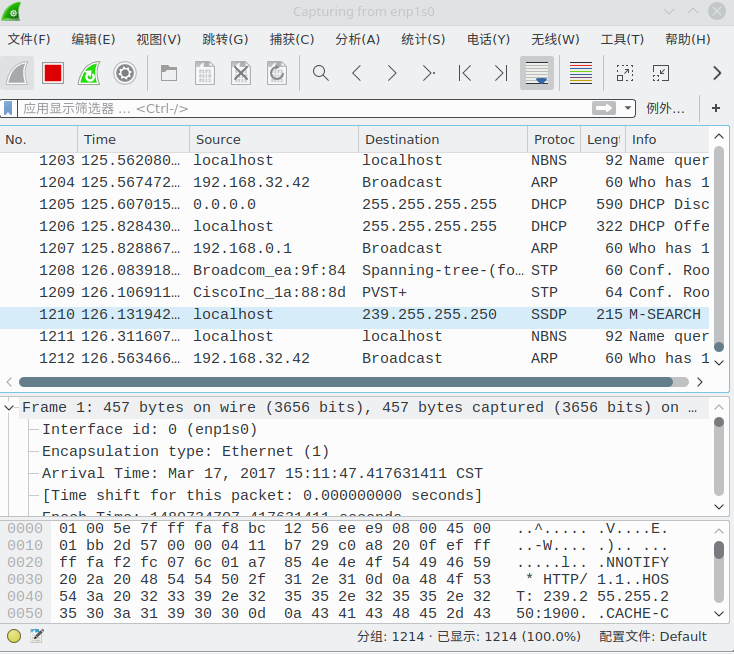 Capturing from enp1s0
文件(F) 编辑(E) 视图(V) 跳转(G) 捕获(C) 分析(A) 统计(S) 电话(Y) 无线(W) 工具(T) 帮助(H)
应用显示筛选器 … <Ctrl-/> 例外… +
No. Time Source Destination Protoc Lengt Info
1203 125.562080… localhost localhost NBNS 92 Name quer
1204 125.567472… 192.168.32.42 Broadcast ARP 60 Who has 1
1205 125.607015… 0.0.0.0 255.255.255.255 DHCP 590 DHCP Disc
1206 125.828430… localhost 255.255.255.255 DHCP 322 DHCP Offe
1207 125.828867… 192.168.0.1 Broadcast ARP 60 Who has 1
1208 126.083918… Broadcom_ea:9f:84 Spanning-tree-(fo… STP 60 Conf. Roo
1209 126.106911… CiscoInc_1a:88:8d PVST+ STP 64 Conf. Roo
1210 126.131942… localhost 239.255.255.250 SSDP 215 M-SEARCH
1211 126.311607… localhost localhost NBNS 92 Name quer
1212 126.563466… 192.168.32.42 Broadcast ARP 60 Who has 1
Frame 1: 457 bytes on wire (3656 bits), 457 bytes captured (3656 bits) on …
Interface id: 0 (enp1s0)
Encapsulation type: Ethernet (1)
Arrival Time: Mar 17, 2017 15:11:47.417631411 CST
[Time shift for this packet: 0.000000000 seconds]
Epoch Time: 1489734707.417631411 seconds
0000 01 00 5e 7f ff fa f8 bc 12 56 ee e9 08 00 45 00 ..^..... .V....E.
0010 01 bb 2d 57 00 00 04 11 b7 29 c0 a8 20 0f ef ff ..-W.... .).. ...
0020 ff fa f2 fc 07 6c 01 a7 85 4e 4e 4f 54 49 46 59 .....l.. .NNOTIFY
0030 20 2a 20 48 54 54 50 2f 31 2e 31 0d 0a 48 4f 53 * HTTP/ 1.1..HOS
0040 54 3a 20 32 33 39 2e 32 35 35 2e 32 35 35 2e 32 T: 239.2 55.255.2
0050 35 30 3a 31 39 30 30 0d 0a 43 41 43 48 45 2d 43 50:1900. .CACHE-C
分组: 1214 · 已显示: 1214 (100.0%) 配置文件: Default